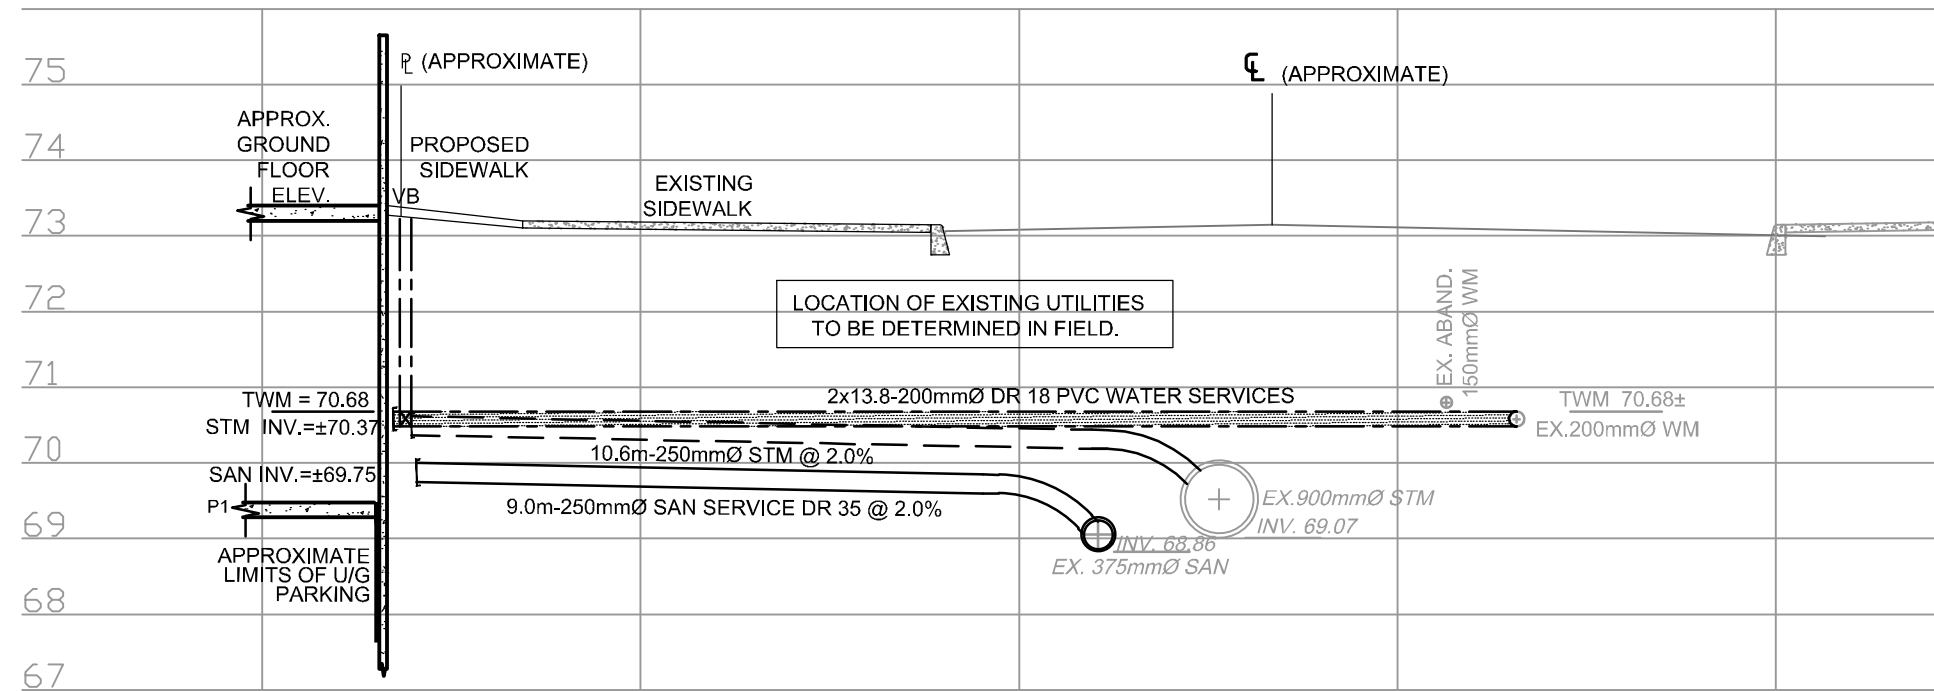 75
74
73
72
71
70
69
68
67
℄ (APPROXIMATE)
PL (APPROXIMATE)
APPROX.
GROUND
FLOOR
ELEV.
VB
PROPOSED
SIDEWALK
EXISTING
SIDEWALK
LOCATION OF EXISTING UTILITIES
TO BE DETERMINED IN FIELD.
EX. ABAND.
150mmØ WM
TWM = 70.68
STM INV.=±70.37
SAN INV.=±69.75
P1
APPROXIMATE
LIMITS OF U/G
PARKING
2x13.8-200mmØ DR 18 PVC WATER SERVICES
TWM 70.68±
EX.200mmØ WM
10.6m-250mmØ STM @ 2.0%
9.0m-250mmØ SAN SERVICE DR 35 @ 2.0%
EX.900mmØ STM
INV. 69.07
INV. 68.86
EX. 375mmØ SAN